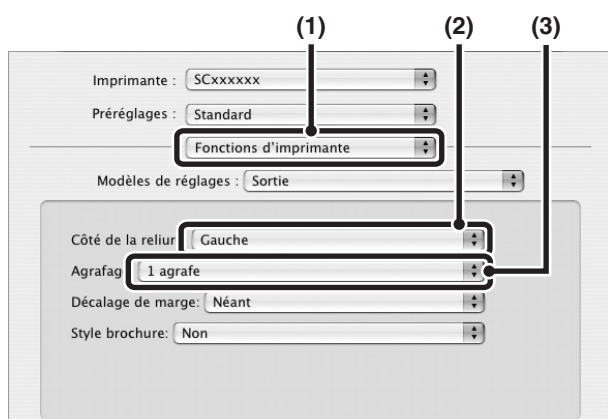 (1) (2) (3)
Imprimante : SCxxxxxx
Préréglages : Standard
Fonctions d'imprimante
Modèles de réglages : Sortie
Côté de la reliur Gauche
Agrafag 1 agrafe
Décalage de marge: Néant
Style brochure: Non